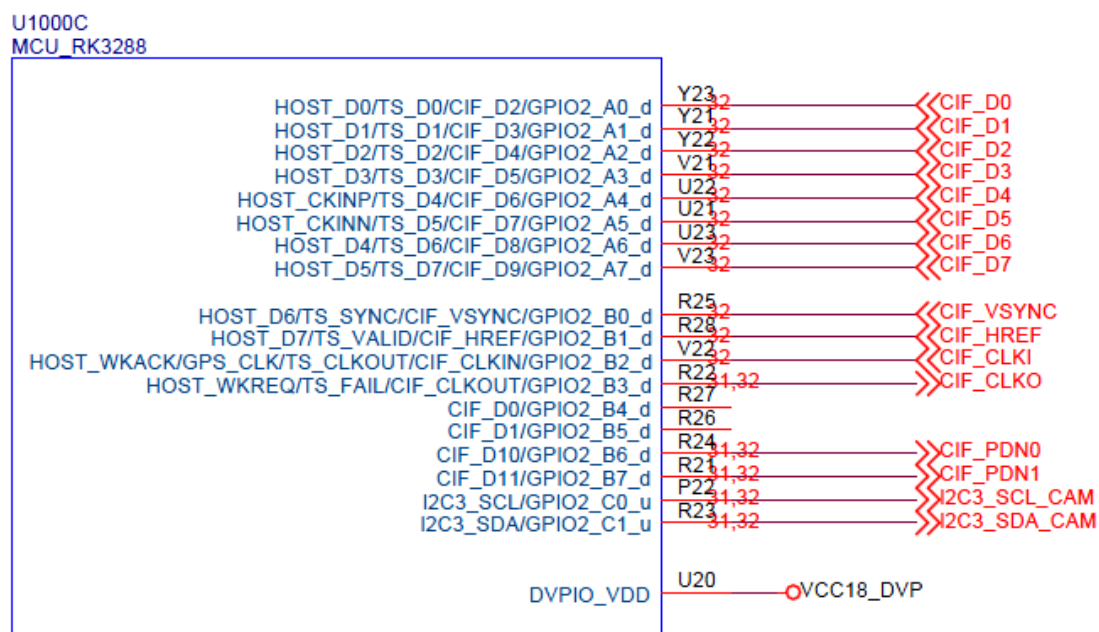 U1000C
MCU_RK3288
HOST_D0/TS_D0/CIF_D2/GPIO2_A0_d Y23 32 CIF_D0
HOST_D1/TS_D1/CIF_D3/GPIO2_A1_d Y21 32 CIF_D1
HOST_D2/TS_D2/CIF_D4/GPIO2_A2_d Y22 32 CIF_D2
HOST_D3/TS_D3/CIF_D5/GPIO2_A3_d V21 32 CIF_D3
HOST_CKINP/TS_D4/CIF_D6/GPIO2_A4_d U22 32 CIF_D4
HOST_CKINN/TS_D5/CIF_D7/GPIO2_A5_d U21 32 CIF_D5
HOST_D4/TS_D6/CIF_D8/GPIO2_A6_d U23 32 CIF_D6
HOST_D5/TS_D7/CIF_D9/GPIO2_A7_d V23 32 CIF_D7
HOST_D6/TS_SYNC/CIF_VSYNC/GPIO2_B0_d R25 32 CIF_VSYNC
HOST_D7/TS_VALID/CIF_HREF/GPIO2_B1_d R28 32 CIF_HREF
HOST_WKACK/GPS_CLK/TS_CLKOUT/CIF_CLKIN/GPIO2_B2_d V22 32 CIF_CLKI
HOST_WKREQ/TS_FAIL/CIF_CLKOUT/GPIO2_B3_d R22 31,32 CIF_CLKO
CIF_D0/GPIO2_B4_d R27
CIF_D1/GPIO2_B5_d R26
CIF_D10/GPIO2_B6_d R24 31,32 CIF_PDN0
CIF_D11/GPIO2_B7_d R21 31,32 CIF_PDN1
I2C3_SCL/GPIO2_C0_u P22 31,32 I2C3_SCL_CAM
I2C3_SDA/GPIO2_C1_u R23 31,32 I2C3_SDA_CAM
DVPIO_VDD U20 VCC18_DVP